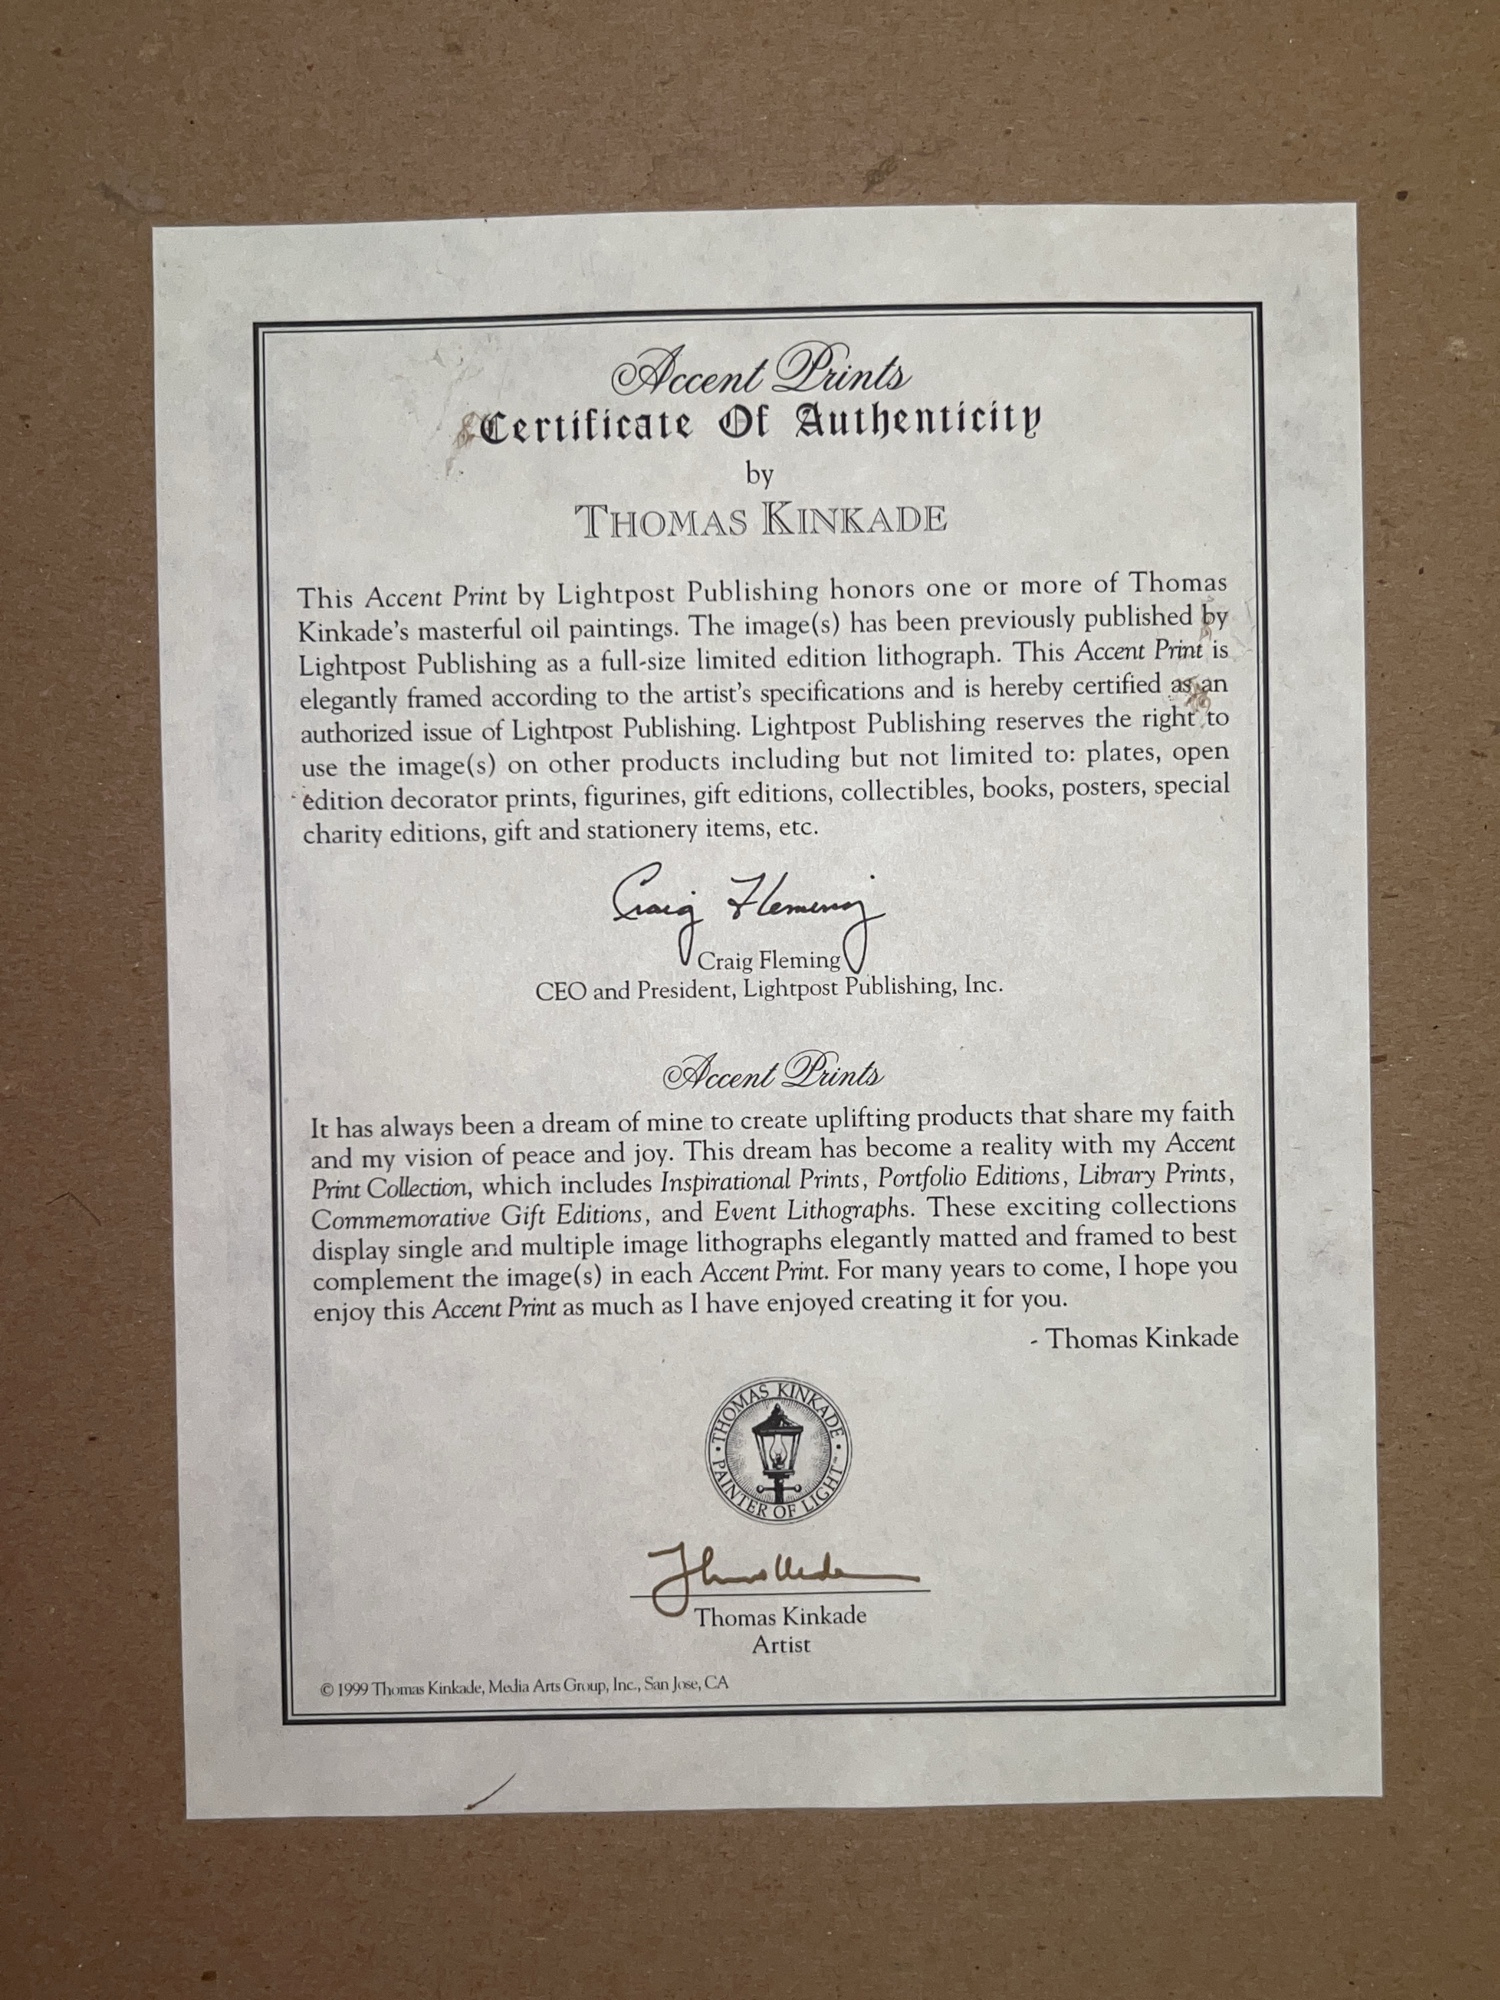 Accent Prints
Certificate Of Authenticity
by
THOMAS KINKADE
This Accent Print by Lightpost Publishing honors one or more of Thomas
Kinkade's masterful oil paintings. The image(s) has been previously published by
Lightpost Publishing as a full-size limited edition lithograph. This Accent Print is
elegantly framed according to the artist's specifications and is hereby certified as an
authorized issue of Lightpost Publishing. Lightpost Publishing reserves the right to
use the image(s) on other products including but not limited to: plates, open
edition decorator prints, figurines, gift editions, collectibles, books, posters, special
charity editions, gift and stationery items, etc.
Craig Fleming
Craig Fleming
CEO and President, Lightpost Publishing, Inc.
Accent Prints
It has always been a dream of mine to create uplifting products that share my faith
and my vision of peace and joy. This dream has become a reality with my Accent
Print Collection, which includes Inspirational Prints, Portfolio Editions, Library Prints,
Commemorative Gift Editions, and Event Lithographs. These exciting collections
display single and multiple image lithographs elegantly matted and framed to best
complement the image(s) in each Accent Print. For many years to come, I hope you
enjoy this Accent Print as much as I have enjoyed creating it for you.
- Thomas Kinkade
THOMAS KINKADE
• PAINTER OF LIGHT™ •
Thomas Kinkade
Artist
© 1999 Thomas Kinkade, Media Arts Group, Inc., San Jose, CA